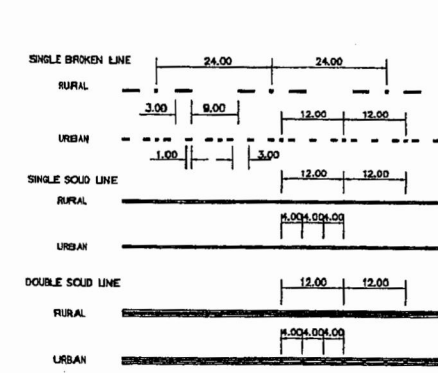 24.00 24.00
SINGLE BROKEN LINE
RURAL
3.00 9.00
12.00 12.00
URBAN
1.00 3.00
12.00 12.00
SINGLE SOLID LINE
RURAL
4.00 4.00 4.00
URBAN
12.00 12.00
DOUBLE SOLID LINE
RURAL
4.00 4.00 4.00
URBAN